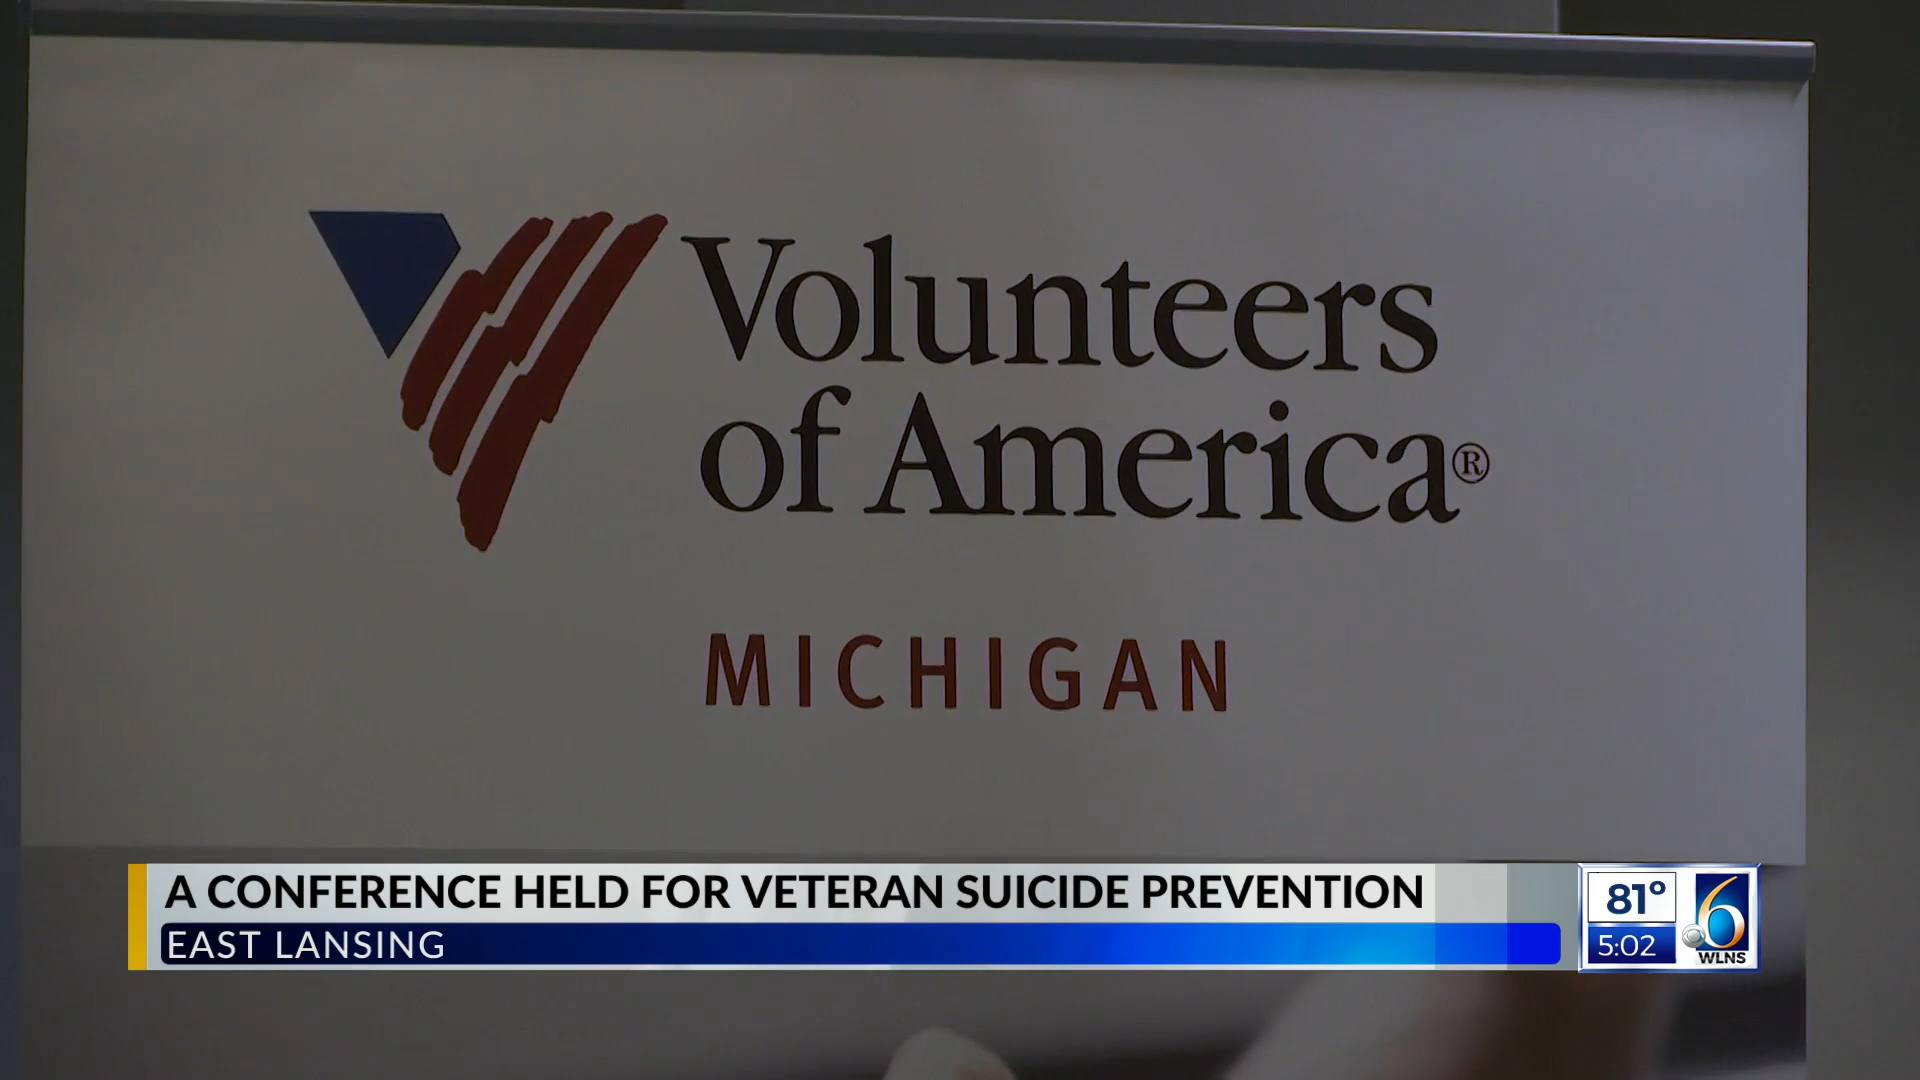 Volunteers
of America®
MICHIGAN
A CONFERENCE HELD FOR VETERAN SUICIDE PREVENTION
EAST LANSING
81°
5:02
6
WLNS